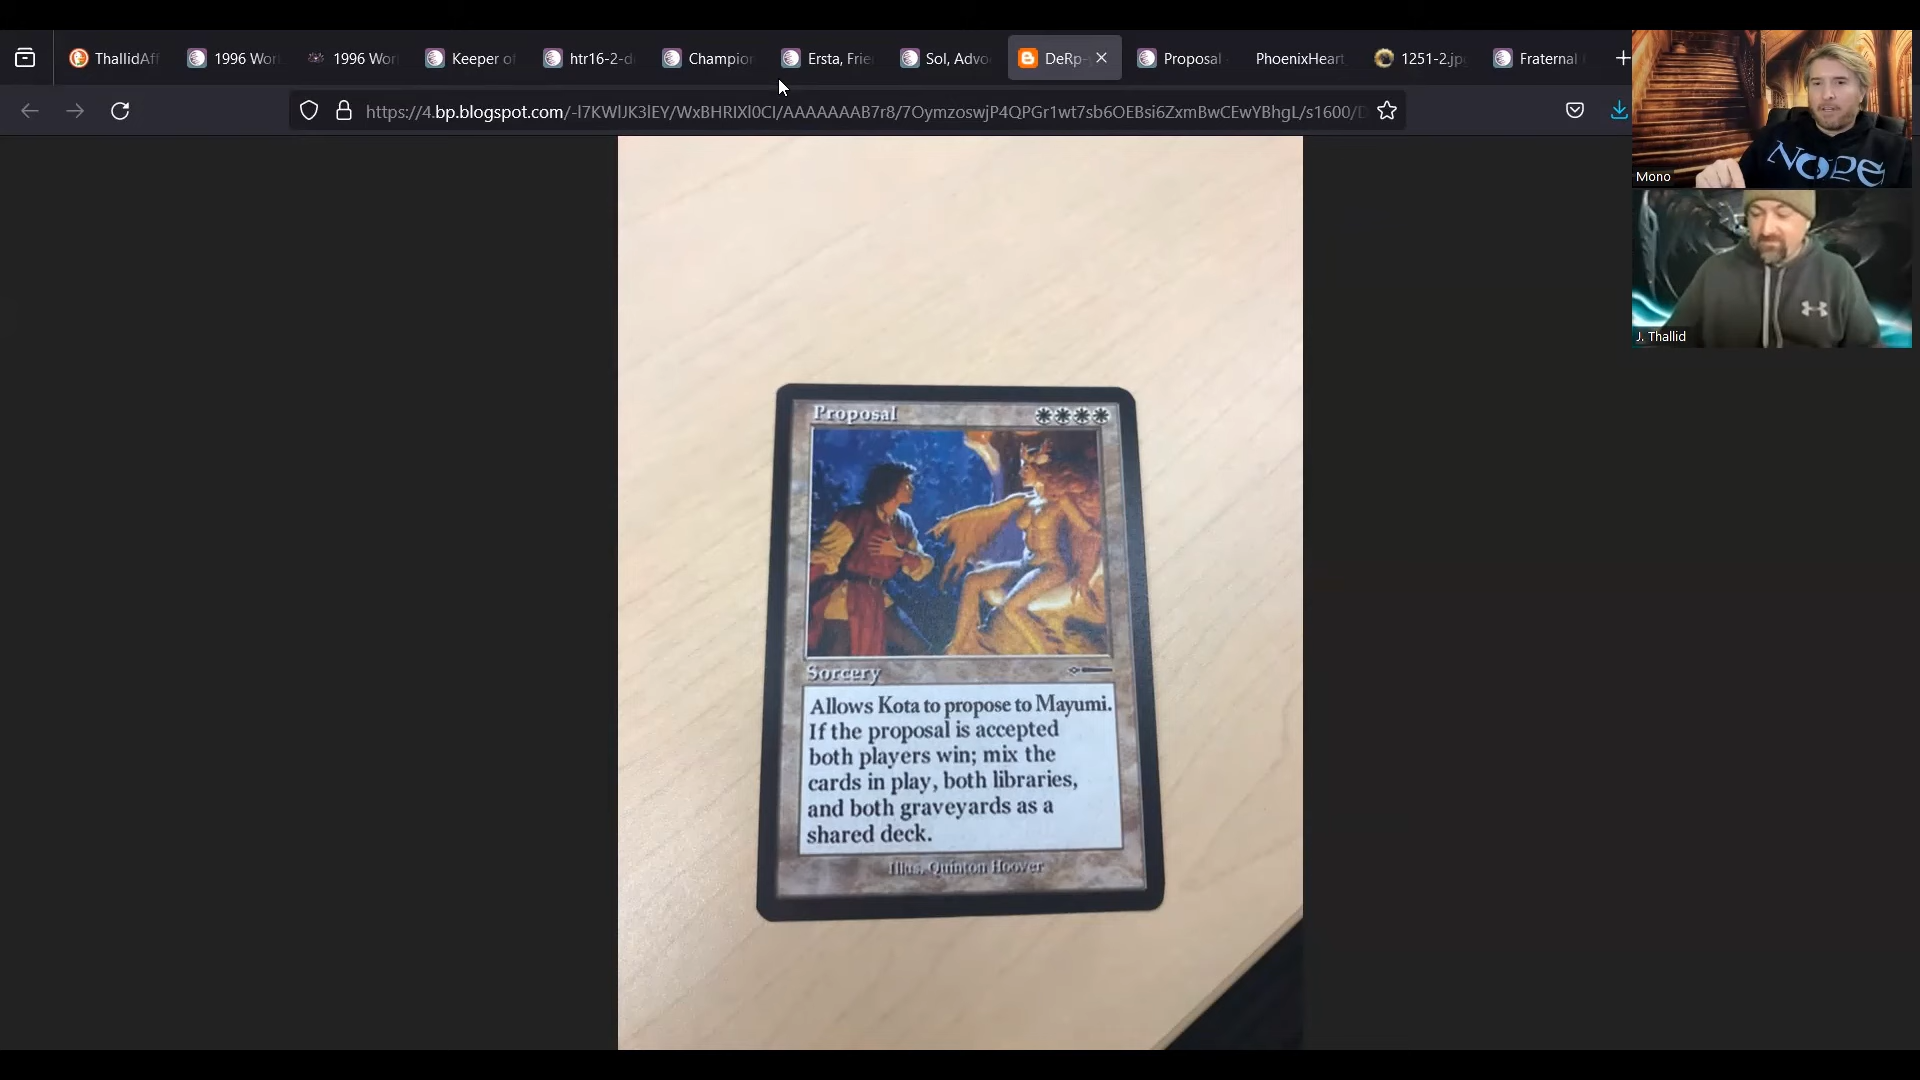 ThallidAff
1996 Wor
1996 Wor
Keeper of
htr16-2-d
Champion
Ersta, Frie
Sol, Advo
DeRp-
Proposal
PhoenixHeart
1251-2.jp
Fraternal
https://4.bp.blogspot.com/-l7KWlJK3lEY/WxBHRIXl0CI/AAAAAAAB7r8/7OymzoswjP4QPGr1wt7sb6OEBsi6ZxmBwCEwYBhgL/s1600/D
NOPE
Mono
J. Thallid
Proposal
Sorcery
Allows Kota to propose to Mayumi.
If the proposal is accepted
both players win; mix the
cards in play, both libraries,
and both graveyards as a
shared deck.
Illus. Quinton Hoover